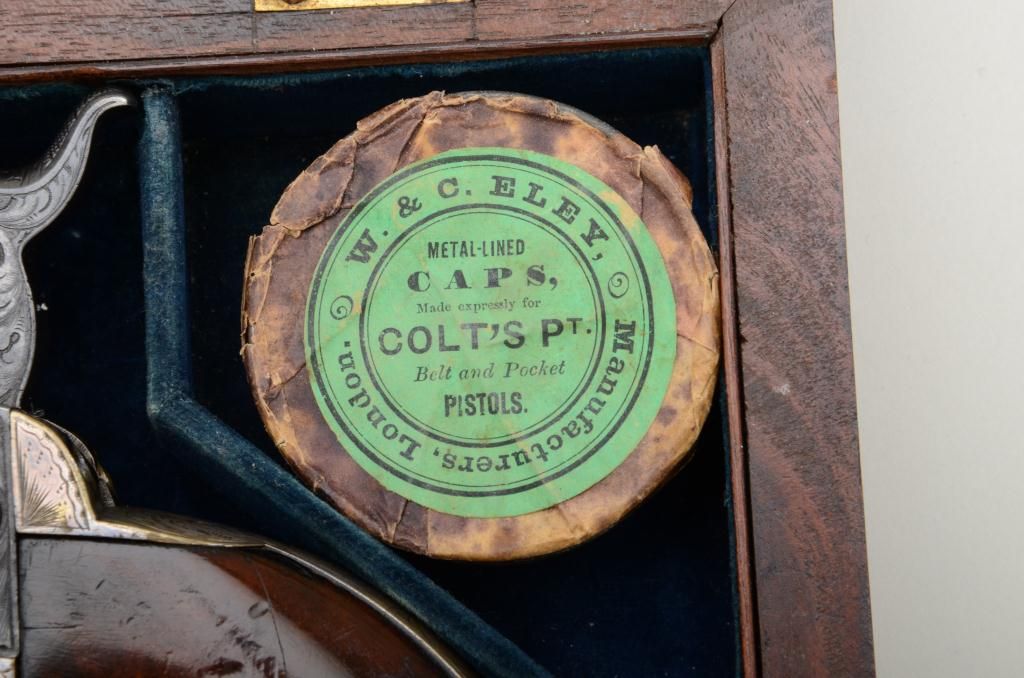 W. & C. ELEY,
Manufacturers, London.
METAL-LINED
CAPS,
Made expressly for
COLT'S PT.
Belt and Pocket
PISTOLS.